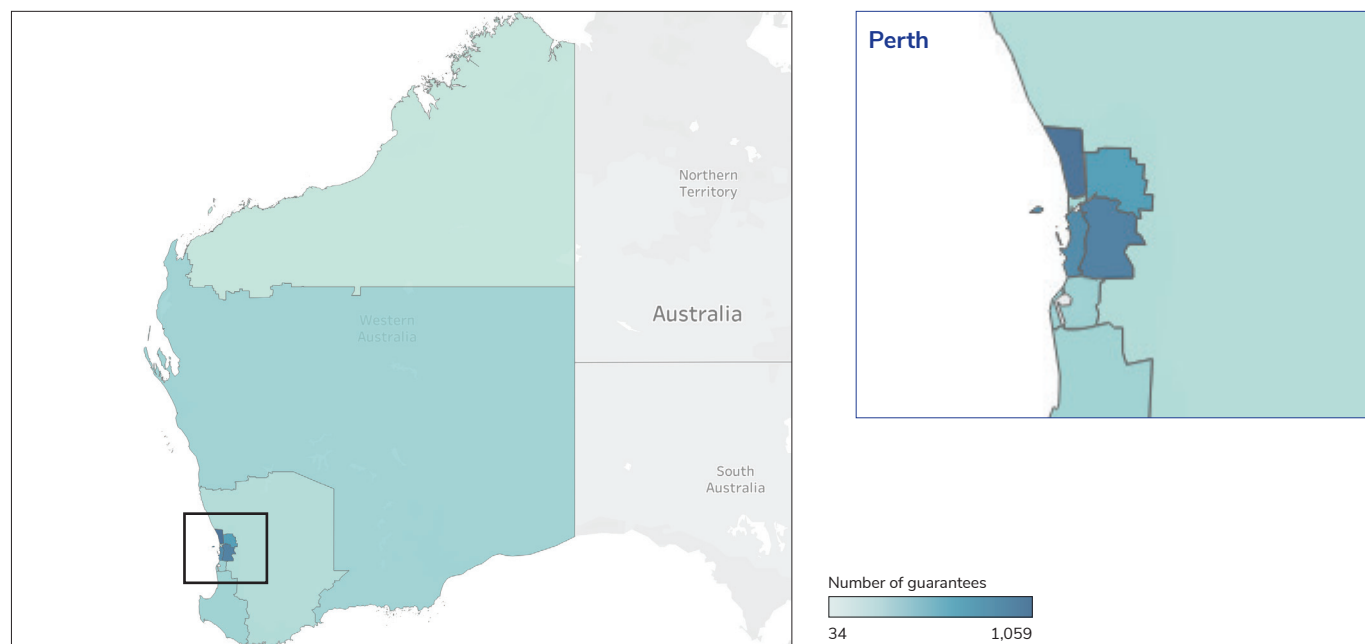 Northern
Territory
Western
Australia
Australia
South
Australia
Perth
Number of guarantees
34
1,059